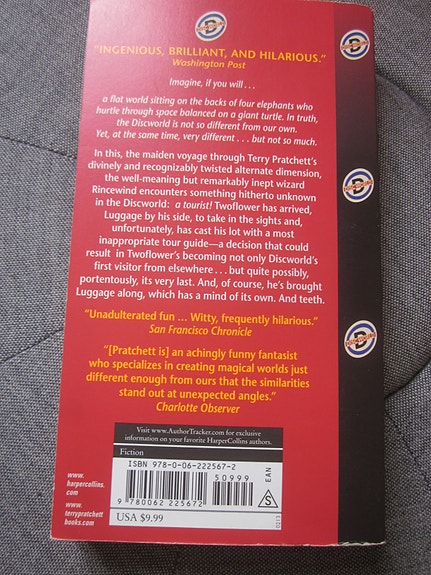 DISCWORLD
"INGENIOUS, BRILLIANT, AND HILARIOUS."
Washington Post
Imagine, if you will . . .
a flat world sitting on the backs of four elephants who
hurtle through space balanced on a giant turtle. In truth,
the Discworld is not so different from our own.
Yet, at the same time, very different . . . but not so much.
In this, the maiden voyage through Terry Pratchett's
divinely and recognizably twisted alternate dimension,
the well-meaning but remarkably inept wizard
Rincewind encounters something hitherto unknown
in the Discworld: a tourist! Twoflower has arrived,
Luggage by his side, to take in the sights and,
unfortunately, has cast his lot with a most
inappropriate tour guide—a decision that could
result in Twoflower's becoming not only Discworld's
first visitor from elsewhere . . . but quite possibly,
portentously, its very last. And, of course, he's brought
Luggage along, which has a mind of its own. And teeth.
"Unadulterated fun ... Witty, frequently hilarious."
San Francisco Chronicle
"[Pratchett is] an achingly funny fantasist
who specializes in creating magical worlds just
different enough from ours that the similarities
stand out at unexpected angles."
Charlotte Observer
Visit www.AuthorTracker.com for exclusive
information on your favorite HarperCollins authors.
Fiction
ISBN 978-0-06-222567-2
50999
9 780062 225672
EAN
S
0213
USA $9.99
www.
harpercollins.
com
www.
terrypratchett
books.com
DISCWORLD
DISCWORLD
DISCWORLD